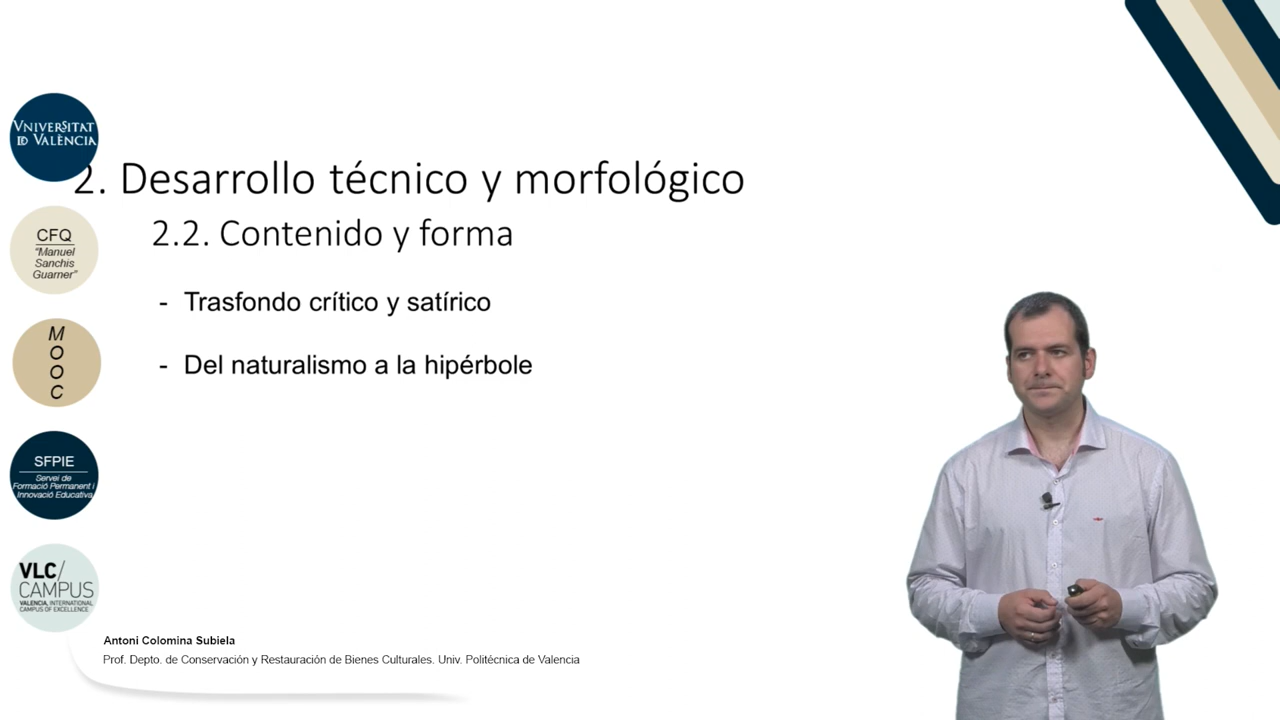 VNIVERSITAT
ID VALÈNCIA
2. Desarrollo técnico y morfológico
2.2. Contenido y forma
CFQ
"Manuel
Sanchis
Guarner"
- Trasfondo crítico y satírico
- Del naturalismo a la hipérbole
M
O
O
C
SFPIE
Servei de
Formació Permanent i
Innovació Educativa
VLC/
CAMPUS
VALENCIA, INTERNATIONAL
CAMPUS OF EXCELLENCE
Antoni Colomina Subiela
Prof. Depto. de Conservación y Restauración de Bienes Culturales. Univ. Politécnica de Valencia